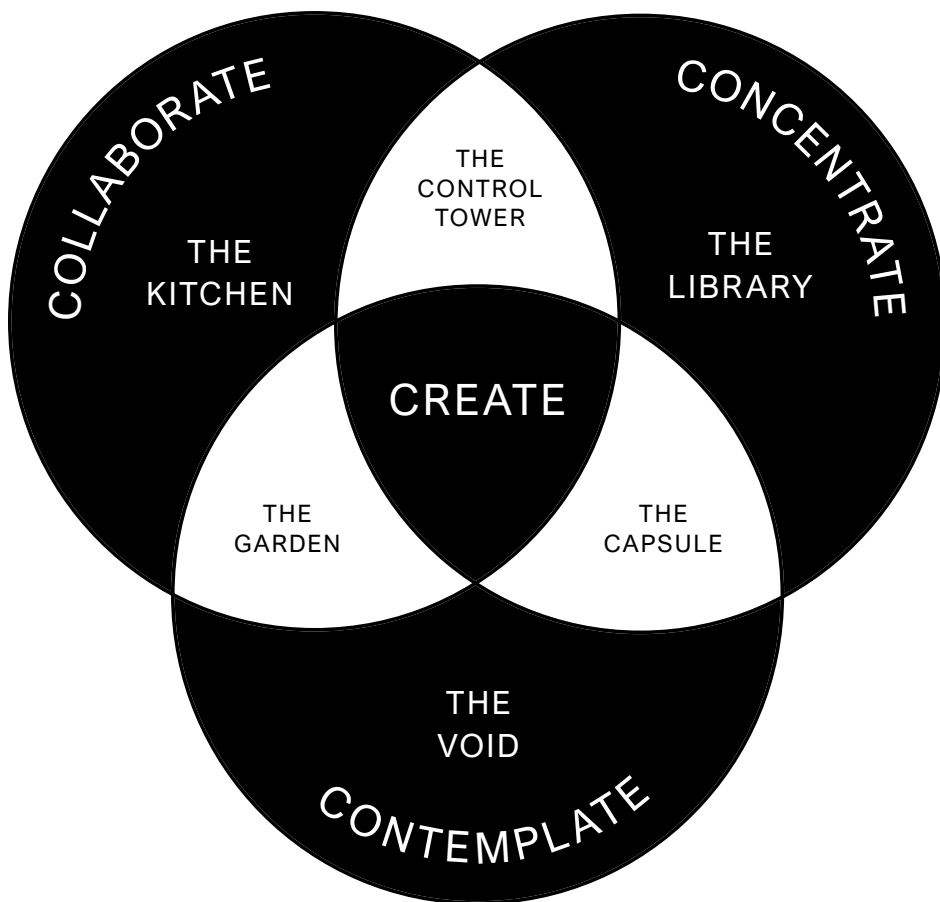 COLLABORATE
CONCENTRATE
THE
CONTROL
TOWER
THE
KITCHEN
THE
LIBRARY
CREATE
THE
GARDEN
THE
CAPSULE
THE
VOID
CONTEMPLATE